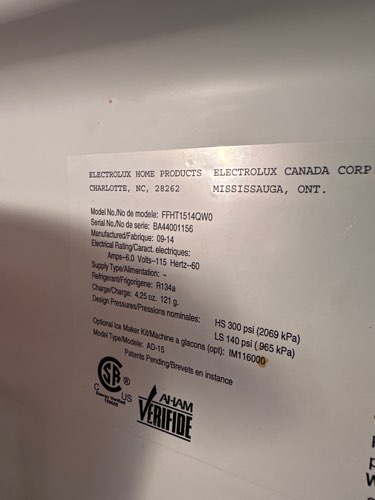 ELECTROLUX HOME PRODUCTS ELECTROLUX CANADA CORP
CHARLOTTE, NC, 28262 MISSISSAUGA, ONT.
Model No./No de modele: FFHT1514QW0
Serial No./No de serie: BA44001156
Manufactured/Fabrique: 09-14
Electrical Rating/Caract. electriques:
Amps-6.0 Volts-115 Hertz-60
Supply Type/Alimentation: -
Refrigerant/Frigorigene: R134a
Charge/Charge: 4.25 oz. 121 g.
Design Pressures/Pressions nominales: HS 300 psi (2069 kPa)
LS 140 psi (965 kPa)
Optional Ice Maker Kit/Machine a glacons (opt): IM116000
Model Type/Modele: AD-15
Patents Pending/Brevets en instance
CSA ®
C US
Energy Verified
AHAM
VERIFIDE